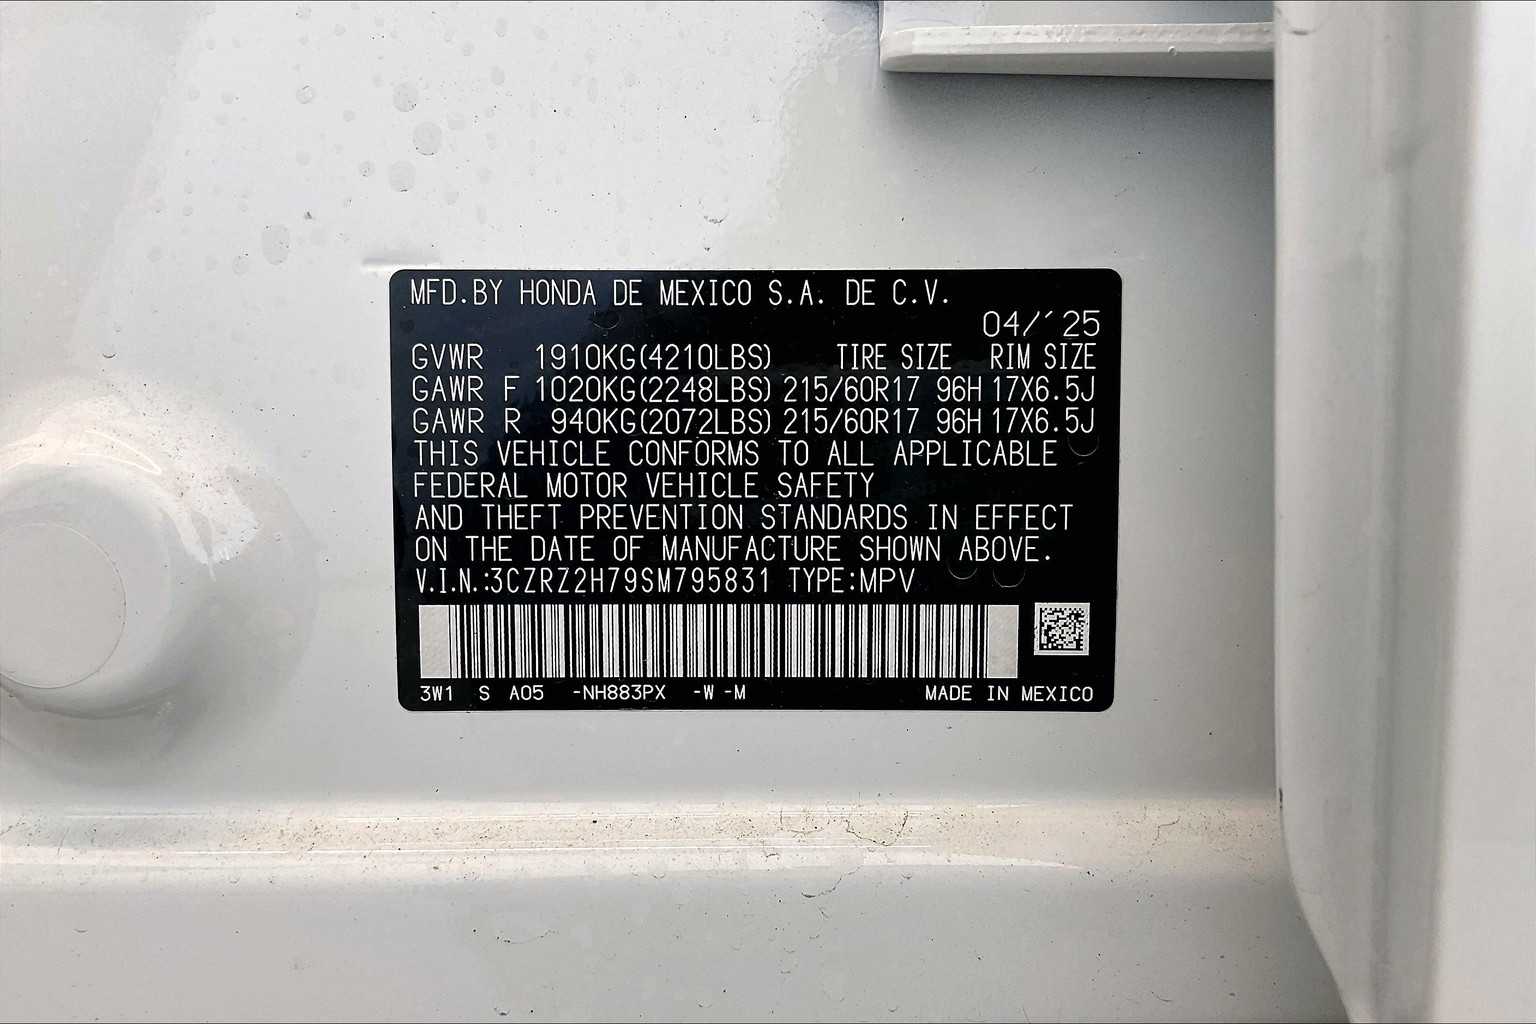 MFD.BY HONDA DE MEXICO S.A. DE C.V.
04/´25
GVWR 1910KG(4210LBS) TIRE SIZE RIM SIZE
GAWR F 1020KG(2248LBS) 215/60R17 96H 17X6.5J
GAWR R 940KG(2072LBS) 215/60R17 96H 17X6.5J
THIS VEHICLE CONFORMS TO ALL APPLICABLE
FEDERAL MOTOR VEHICLE SAFETY
AND THEFT PREVENTION STANDARDS IN EFFECT
ON THE DATE OF MANUFACTURE SHOWN ABOVE.
V.I.N.:3CZRZ2H79SM795831 TYPE:MPV
3W1 S A05 -NH883PX -W -M MADE IN MEXICO